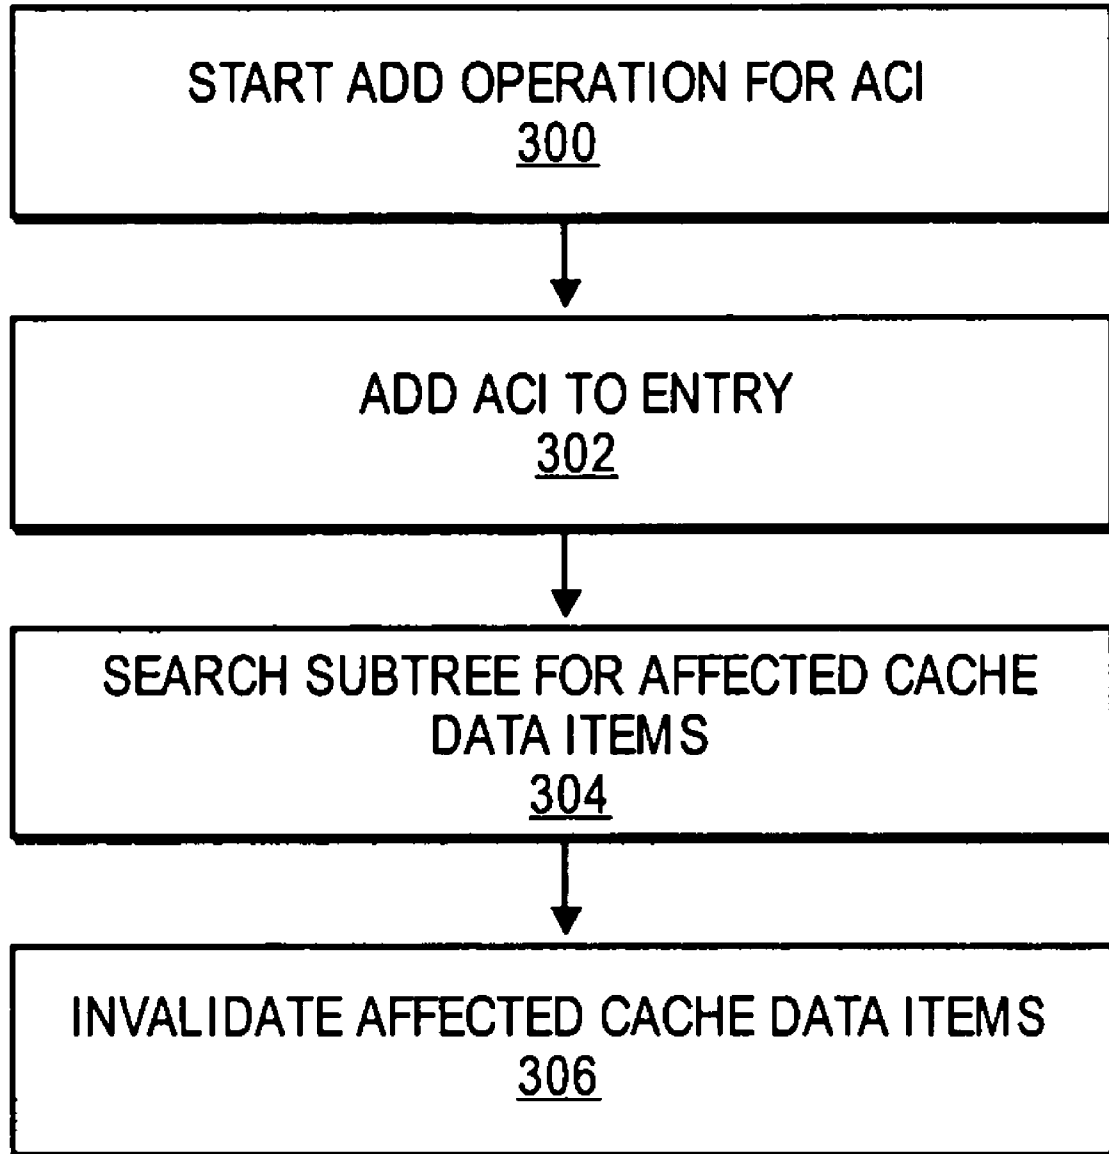 START ADD OPERATION FOR ACI
300
ADD ACI TO ENTRY
302
SEARCH SUBTREE FOR AFFECTED CACHE
DATA ITEMS
304
INVALIDATE AFFECTED CACHE DATA ITEMS
306